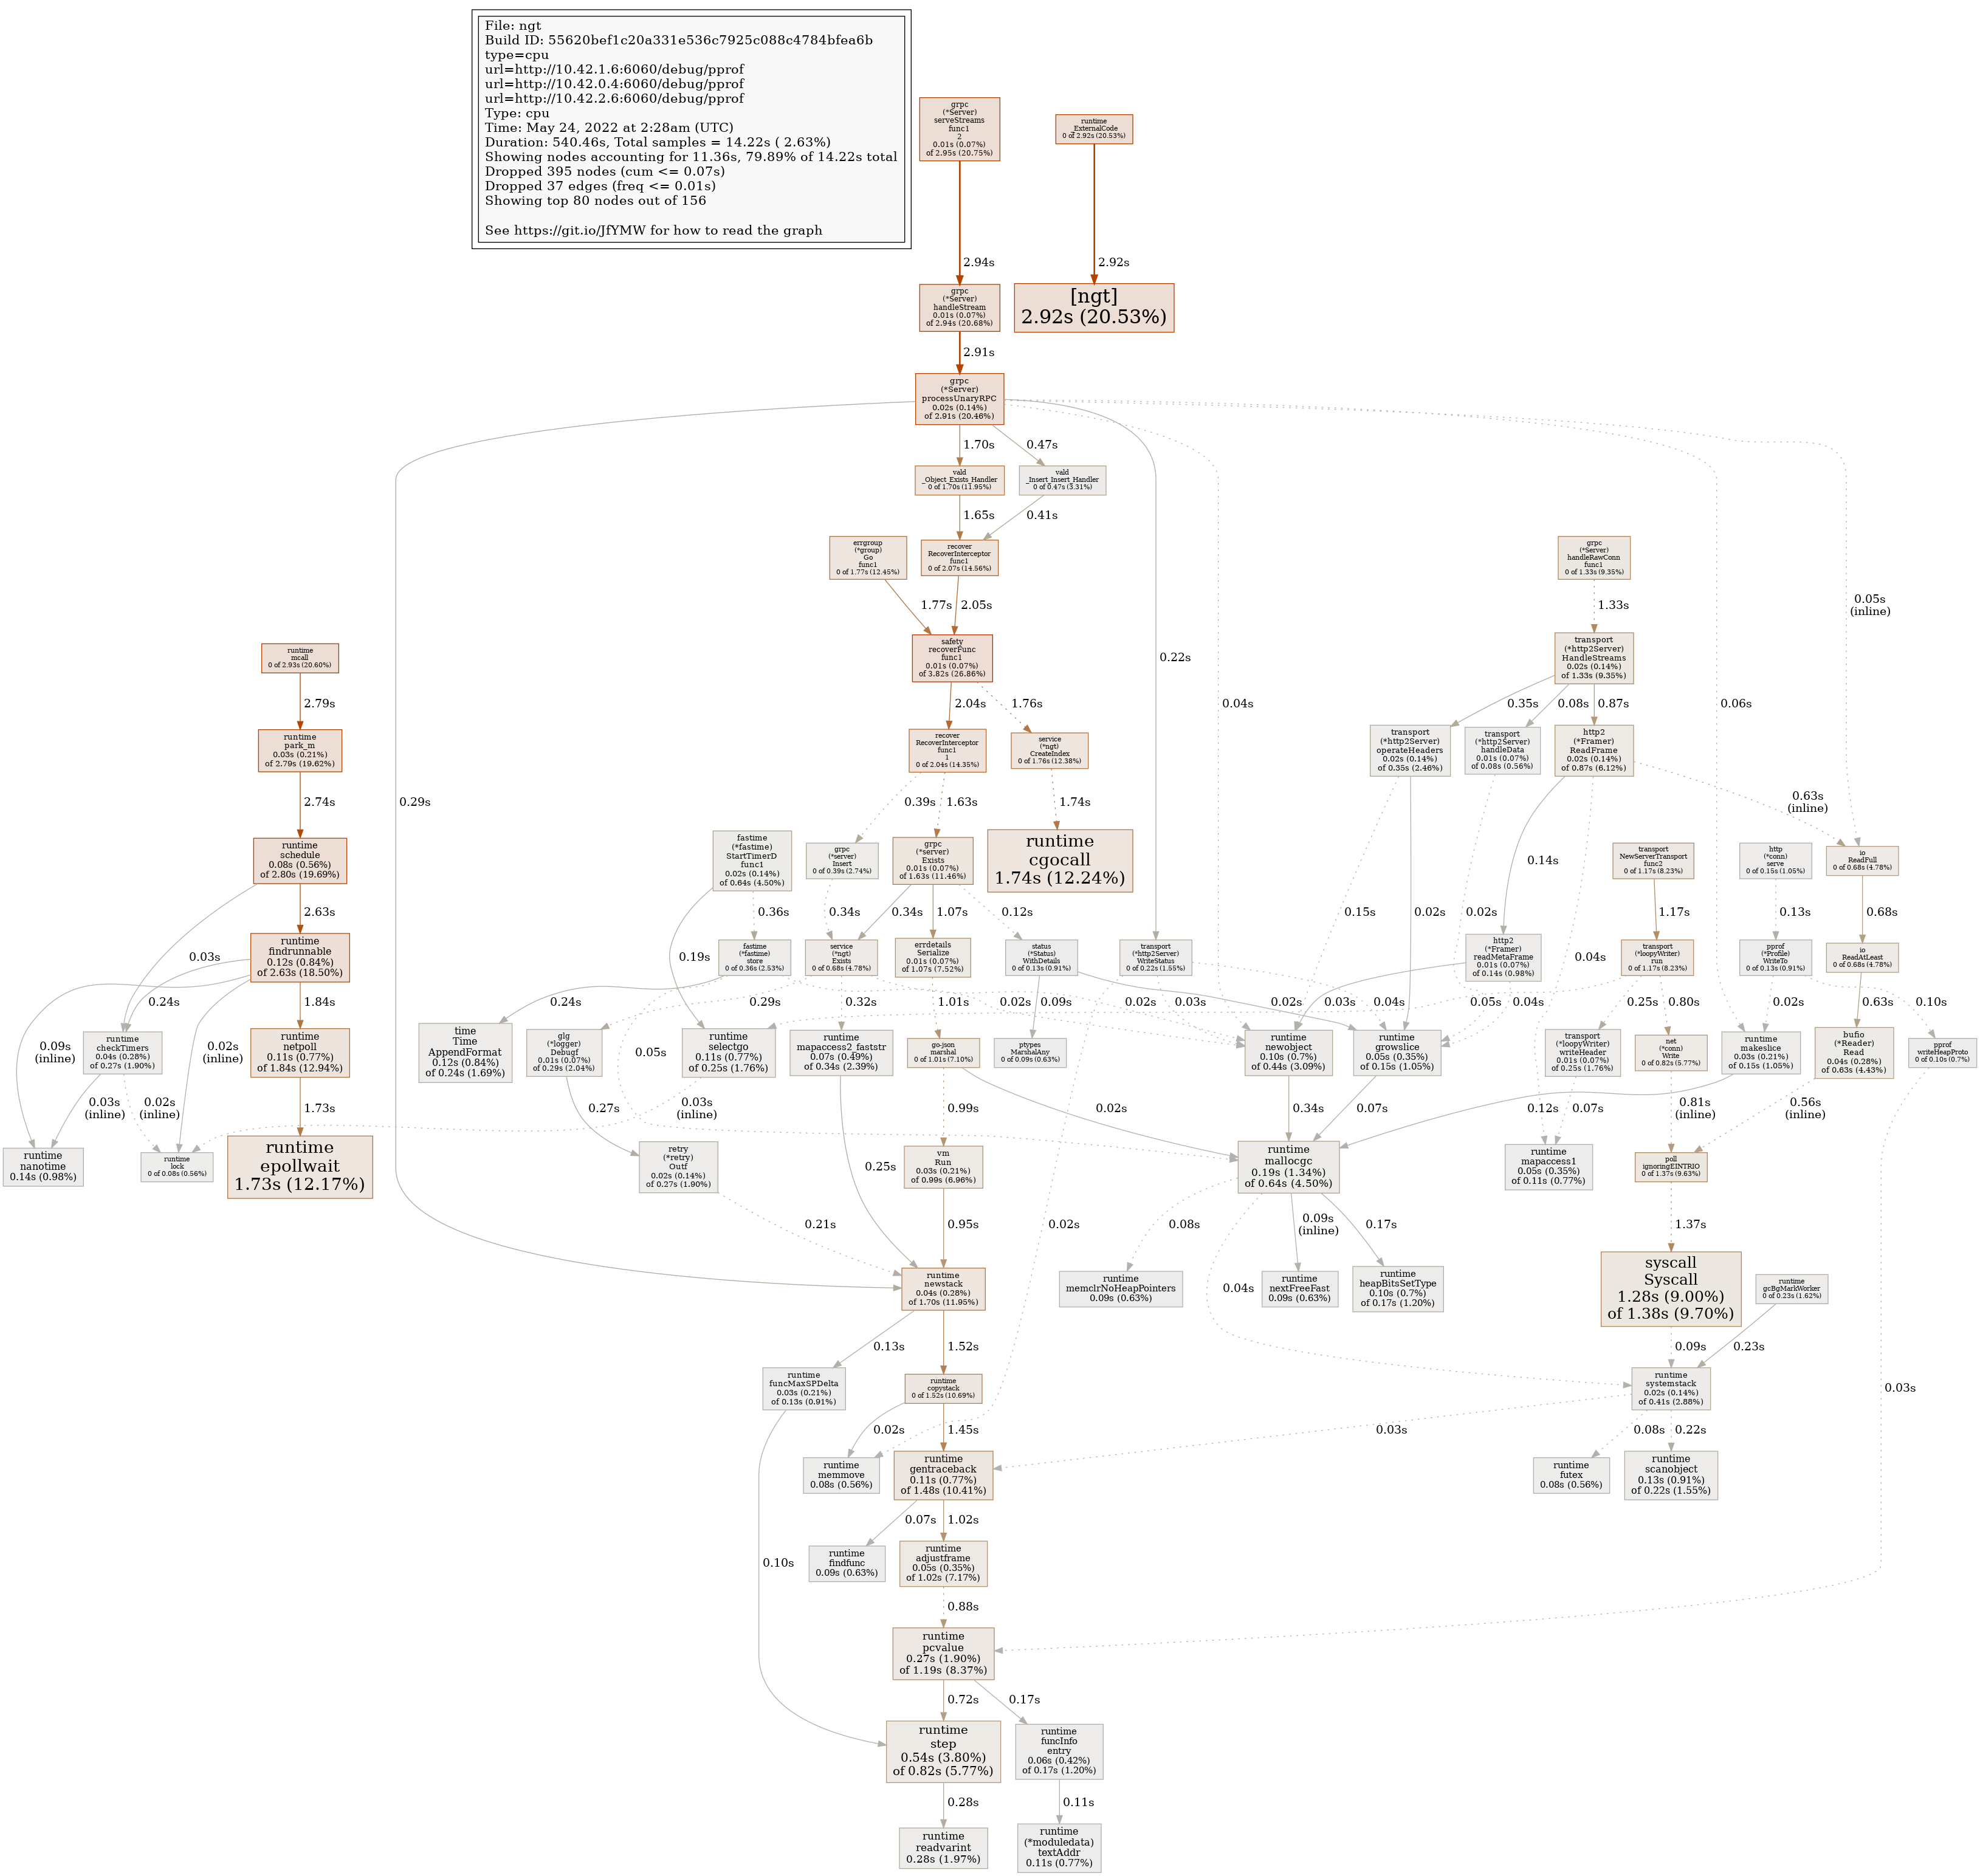 File: ngt
Build ID: 55620bef1c20a331e536c7925c088c4784bfea6b
type=cpu
url=http://10.42.1.6:6060/debug/pprof
url=http://10.42.0.4:6060/debug/pprof
url=http://10.42.2.6:6060/debug/pprof
Type: cpu
Time: May 24, 2022 at 2:28am (UTC)
Duration: 540.46s, Total samples = 14.22s ( 2.63%)
Showing nodes accounting for 11.36s, 79.89% of 14.22s total
Dropped 395 nodes (cum <= 0.07s)
Dropped 37 edges (freq <= 0.01s)
Showing top 80 nodes out of 156
See https://git.io/JfYMW for how to read the graph
grpc
(*Server)
serveStreams
func1
2
0.01s (0.07%)
of 2.95s (20.75%)
runtime
_ExternalCode
0 of 2.92s (20.53%)
2.94s
2.92s
grpc
(*Server)
handleStream
0.01s (0.07%)
of 2.94s (20.68%)
[ngt]
2.92s (20.53%)
2.91s
grpc
(*Server)
processUnaryRPC
0.02s (0.14%)
of 2.91s (20.46%)
1.70s
0.47s
vald
_Object_Exists_Handler
0 of 1.70s (11.95%)
vald
_Insert_Insert_Handler
0 of 0.47s (3.31%)
1.65s
0.41s
errgroup
(*group)
Go
func1
0 of 1.77s (12.45%)
recover
RecoverInterceptor
func1
0 of 2.07s (14.56%)
grpc
(*Server)
handleRawConn
func1
0 of 1.33s (9.35%)
1.77s
2.05s
1.33s
0.05s
(inline)
runtime
mcall
0 of 2.93s (20.60%)
safety
recoverFunc
func1
0.01s (0.07%)
of 3.82s (26.86%)
0.22s
transport
(*http2Server)
HandleStreams
0.02s (0.14%)
of 1.33s (9.35%)
2.79s
2.04s
1.76s
0.04s
0.35s
0.08s
0.87s
0.06s
runtime
park_m
0.03s (0.21%)
of 2.79s (19.62%)
recover
RecoverInterceptor
func1
1
0 of 2.04s (14.35%)
service
(*ngt)
CreateIndex
0 of 1.76s (12.38%)
transport
(*http2Server)
operateHeaders
0.02s (0.14%)
of 0.35s (2.46%)
transport
(*http2Server)
handleData
0.01s (0.07%)
of 0.08s (0.56%)
http2
(*Framer)
ReadFrame
0.02s (0.14%)
of 0.87s (6.12%)
2.74s
0.29s
0.39s
1.63s
1.74s
0.63s
(inline)
runtime
schedule
0.08s (0.56%)
of 2.80s (19.69%)
fastime
(*fastime)
StartTimerD
func1
0.02s (0.14%)
of 0.64s (4.50%)
grpc
(*server)
Insert
0 of 0.39s (2.74%)
grpc
(*server)
Exists
0.01s (0.07%)
of 1.63s (11.46%)
runtime
cgocall
1.74s (12.24%)
0.14s
transport
NewServerTransport
func2
0 of 1.17s (8.23%)
http
(*conn)
serve
0 of 0.15s (1.05%)
io
ReadFull
0 of 0.68s (4.78%)
2.63s
0.36s
0.34s
0.34s
1.07s
0.12s
0.15s
0.02s
0.02s
1.17s
0.13s
0.68s
0.03s
runtime
findrunnable
0.12s (0.84%)
of 2.63s (18.50%)
0.19s
fastime
(*fastime)
store
0 of 0.36s (2.53%)
service
(*ngt)
Exists
0 of 0.68s (4.78%)
errdetails
Serialize
0.01s (0.07%)
of 1.07s (7.52%)
status
(*Status)
WithDetails
0 of 0.13s (0.91%)
transport
(*http2Server)
WriteStatus
0 of 0.22s (1.55%)
http2
(*Framer)
readMetaFrame
0.01s (0.07%)
of 0.14s (0.98%)
0.04s
transport
(*loopyWriter)
run
0 of 1.17s (8.23%)
pprof
(*Profile)
WriteTo
0 of 0.13s (0.91%)
io
ReadAtLeast
0 of 0.68s (4.78%)
0.24s
1.84s
0.24s
0.29s
0.32s
1.01s
0.02s
0.09s
0.02s
0.03s
0.02s
0.04s
0.03s
0.05s
0.04s
0.25s
0.80s
0.02s
0.10s
0.63s
0.09s
(inline)
runtime
checkTimers
0.04s (0.28%)
of 0.27s (1.90%)
0.02s
(inline)
runtime
netpoll
0.11s (0.77%)
of 1.84s (12.94%)
time
Time
AppendFormat
0.12s (0.84%)
of 0.24s (1.69%)
glg
(*logger)
Debugf
0.01s (0.07%)
of 0.29s (2.04%)
0.05s
runtime
selectgo
0.11s (0.77%)
of 0.25s (1.76%)
runtime
mapaccess2_faststr
0.07s (0.49%)
of 0.34s (2.39%)
go-json
marshal
0 of 1.01s (7.10%)
ptypes
MarshalAny
0 of 0.09s (0.63%)
runtime
newobject
0.10s (0.7%)
of 0.44s (3.09%)
runtime
growslice
0.05s (0.35%)
of 0.15s (1.05%)
transport
(*loopyWriter)
writeHeader
0.01s (0.07%)
of 0.25s (1.76%)
net
(*conn)
Write
0 of 0.82s (5.77%)
runtime
makeslice
0.03s (0.21%)
of 0.15s (1.05%)
bufio
(*Reader)
Read
0.04s (0.28%)
of 0.63s (4.43%)
pprof
writeHeapProto
0 of 0.10s (0.7%)
0.03s
(inline)
0.02s
(inline)
1.73s
0.27s
0.03s
(inline)
0.99s
0.02s
0.34s
0.07s
0.12s
0.07s
0.81s
(inline)
0.56s
(inline)
runtime
nanotime
0.14s (0.98%)
runtime
lock
0 of 0.08s (0.56%)
runtime
epollwait
1.73s (12.17%)
retry
(*retry)
Outf
0.02s (0.14%)
of 0.27s (1.90%)
0.25s
vm
Run
0.03s (0.21%)
of 0.99s (6.96%)
runtime
mallocgc
0.19s (1.34%)
of 0.64s (4.50%)
runtime
mapaccess1
0.05s (0.35%)
of 0.11s (0.77%)
poll
ignoringEINTRIO
0 of 1.37s (9.63%)
0.21s
0.95s
0.02s
0.08s
0.09s
(inline)
0.17s
1.37s
runtime
newstack
0.04s (0.28%)
of 1.70s (11.95%)
runtime
memclrNoHeapPointers
0.09s (0.63%)
0.04s
runtime
nextFreeFast
0.09s (0.63%)
runtime
heapBitsSetType
0.10s (0.7%)
of 0.17s (1.20%)
syscall
Syscall
1.28s (9.00%)
of 1.38s (9.70%)
runtime
gcBgMarkWorker
0 of 0.23s (1.62%)
0.13s
1.52s
0.09s
0.23s
runtime
funcMaxSPDelta
0.03s (0.21%)
of 0.13s (0.91%)
runtime
copystack
0 of 1.52s (10.69%)
runtime
systemstack
0.02s (0.14%)
of 0.41s (2.88%)
0.03s
0.02s
1.45s
0.03s
0.08s
0.22s
runtime
memmove
0.08s (0.56%)
runtime
gentraceback
0.11s (0.77%)
of 1.48s (10.41%)
runtime
futex
0.08s (0.56%)
runtime
scanobject
0.13s (0.91%)
of 0.22s (1.55%)
0.07s
1.02s
0.10s
runtime
findfunc
0.09s (0.63%)
runtime
adjustframe
0.05s (0.35%)
of 1.02s (7.17%)
0.88s
runtime
pcvalue
0.27s (1.90%)
of 1.19s (8.37%)
0.72s
0.17s
runtime
step
0.54s (3.80%)
of 0.82s (5.77%)
runtime
funcInfo
entry
0.06s (0.42%)
of 0.17s (1.20%)
0.28s
0.11s
runtime
readvarint
0.28s (1.97%)
runtime
(*moduledata)
textAddr
0.11s (0.77%)